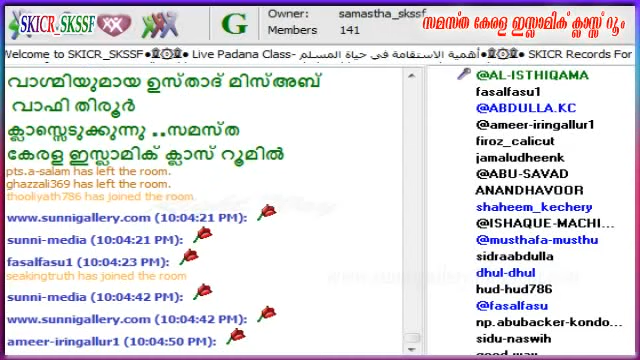 SKICR_SKSSF
G
Owner: samastha_skssf
Members 141
സമസ്ത കേരള ഇസ്ലാമിക് ക്ലാസ്സ് റൂം
Welcome to SKICR_SKSSF●۩۞۩● Live Padana Class- أهمية الاستقامة في حياة المسلم●۩۞۩● SKICR Records For
വാഗ്മിയുമായ ഉസ്താദ് മിസ്അബ്
വാഫി തിരൂർ
ക്ലാസ്സെടുക്കുന്നു ..സമസ്ത
കേരള ഇസ്ലാമിക് ക്ലാസ് റൂമിൽ
pts.a-salam has left the room.
ghazzali369 has left the room.
thooliyath786 has joined the room.
www.sunnigallery.com (10:04:21 PM):
sunni-media (10:04:21 PM):
fasalfasu1 (10:04:23 PM):
seakingtruth has joined the room
sunni-media (10:04:42 PM):
www.sunnigallery.com (10:04:42 PM):
ameer-iringallur1 (10:04:50 PM):
@AL-ISTHIQAMA
fasalfasu1
@ABDULLA.KC
@ameer-iringallur1
firoz_calicut
jamaludheenk
@ABU-SAVAD
ANANDHAVOOR
shaheem_kechery
@ISHAQUE-MACHI...
@musthafa-musthu
sidraabdulla
dhul-dhul
hud-hud786
@fasalfasu
np.abubacker-kondo...
sidu-naswih